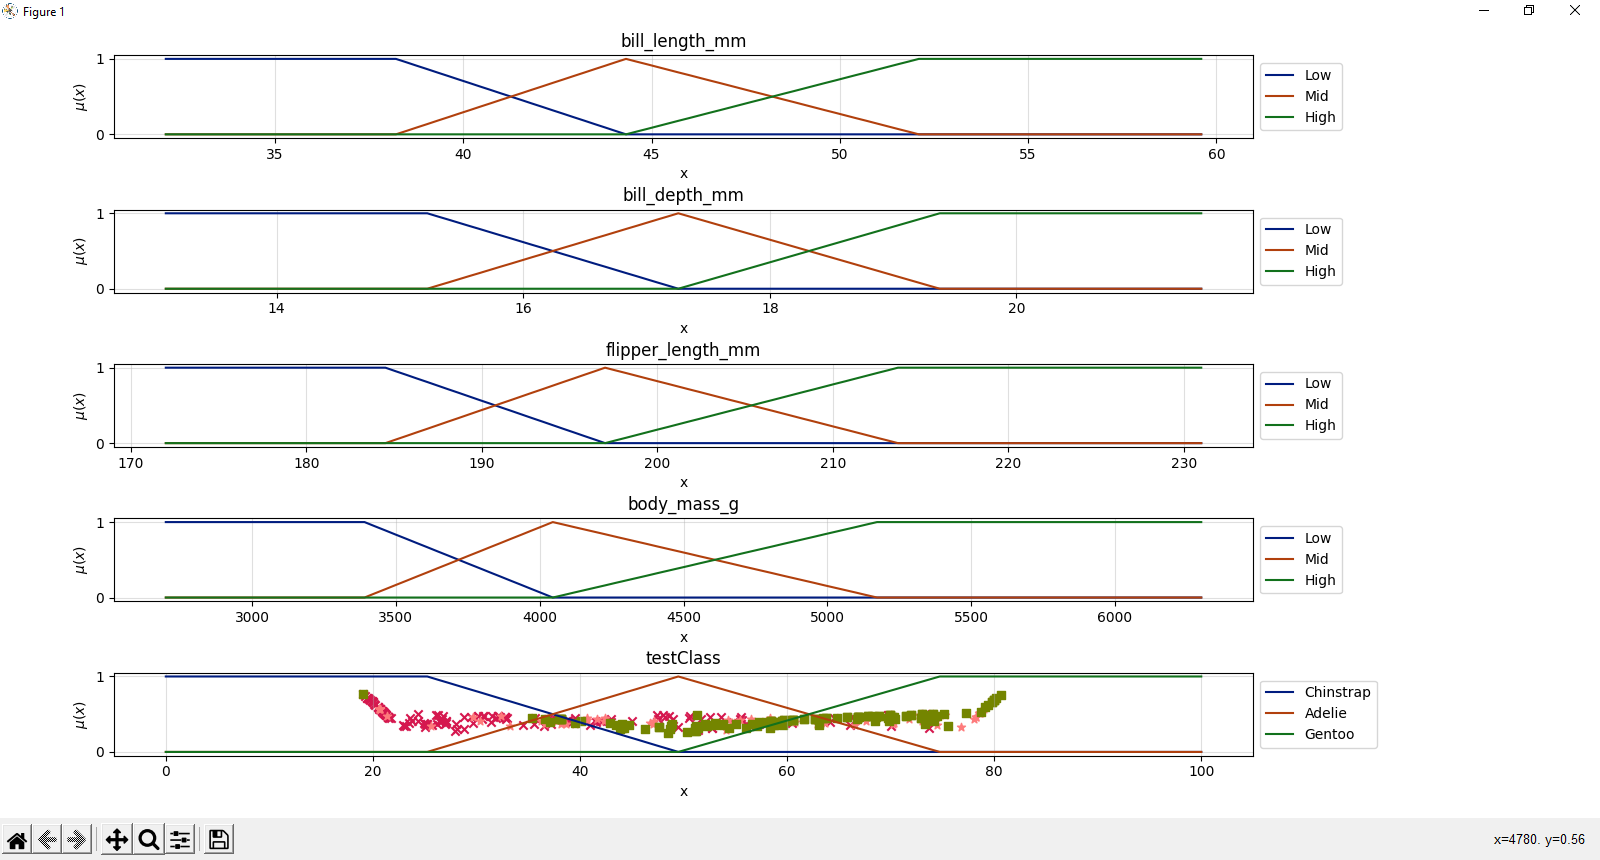 Figure 1
bill_length_mm
1
0
μ(x)
35 40 45 50 55 60
x
Low
Mid
High
bill_depth_mm
1
0
μ(x)
14 16 18 20
x
Low
Mid
High
flipper_length_mm
1
0
μ(x)
170 180 190 200 210 220 230
x
Low
Mid
High
body_mass_g
1
0
μ(x)
3000 3500 4000 4500 5000 5500 6000
x
Low
Mid
High
testClass
1
0
μ(x)
0 20 40 60 80 100
x
Chinstrap
Adelie
Gentoo
x=4780. y=0.56